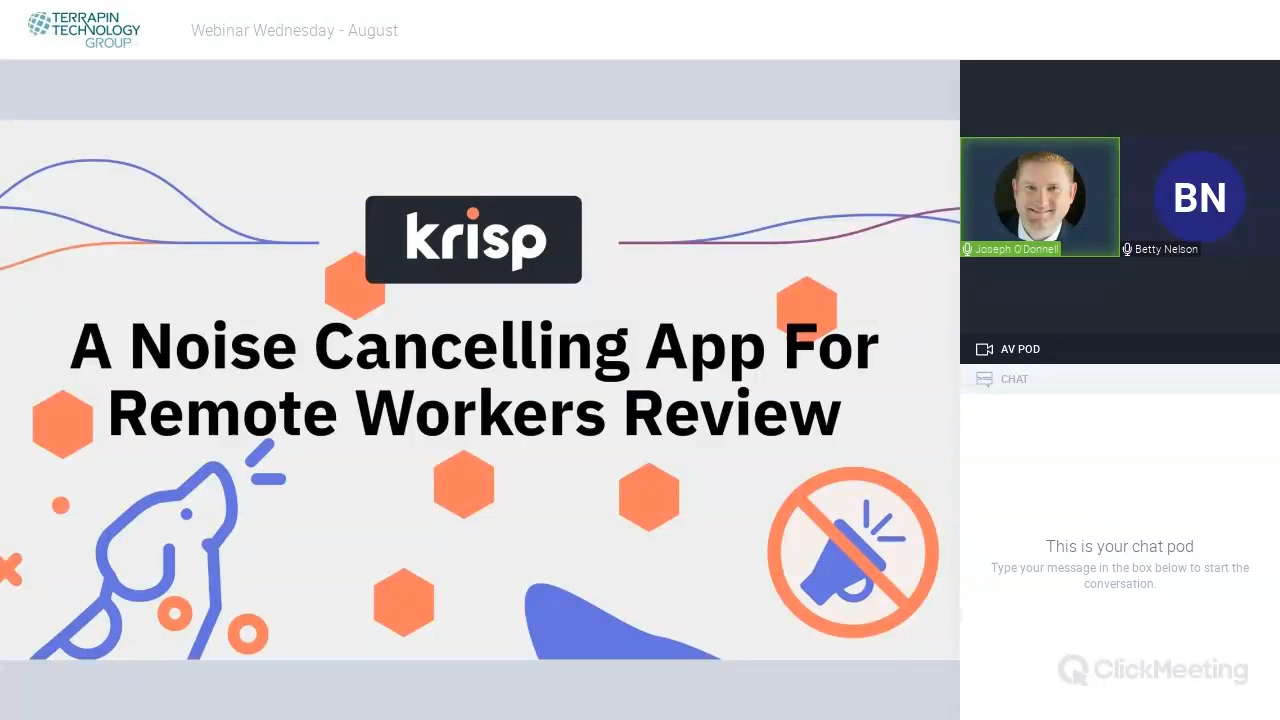 TERRAPIN
TECHNOLOGY
GROUP
Webinar Wednesday - August
krisp
A Noise Cancelling App For
Remote Workers Review
BN
Joseph O'Donnell
Betty Nelson
AV POD
CHAT
This is your chat pod
Type your message in the box below to start the
conversation.
ClickMeeting